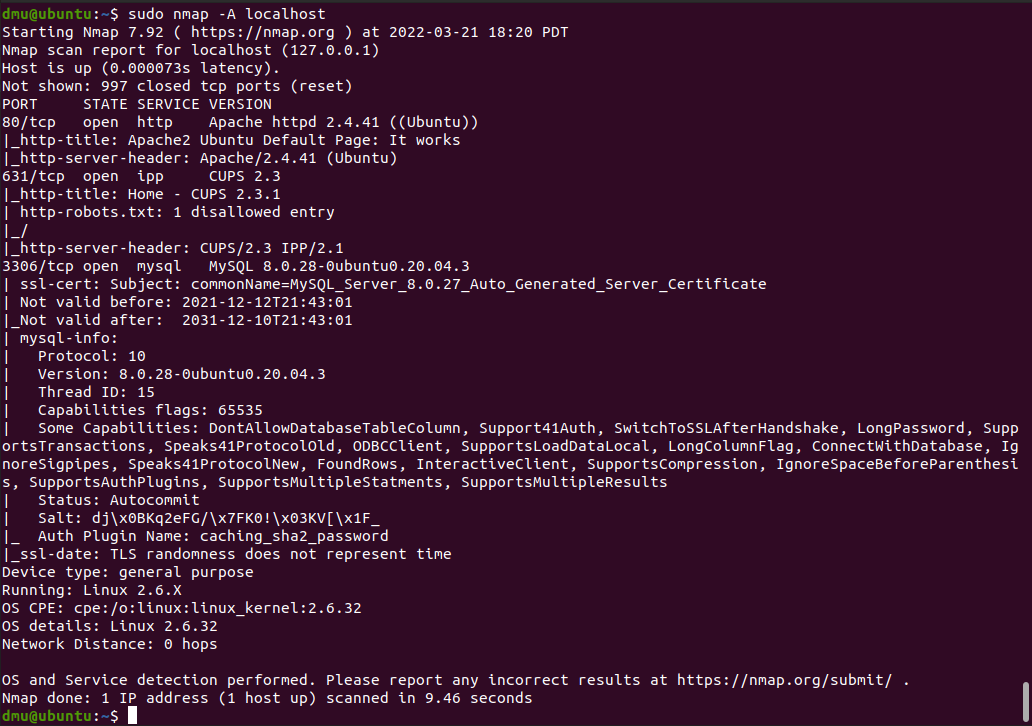 dmu@ubuntu:~$ sudo nmap -A localhost
Starting Nmap 7.92 ( https://nmap.org ) at 2022-03-21 18:20 PDT
Nmap scan report for localhost (127.0.0.1)
Host is up (0.000073s latency).
Not shown: 997 closed tcp ports (reset)
PORT     STATE SERVICE VERSION
80/tcp   open  http    Apache httpd 2.4.41 ((Ubuntu))
|_http-title: Apache2 Ubuntu Default Page: It works
|_http-server-header: Apache/2.4.41 (Ubuntu)
631/tcp  open  ipp     CUPS 2.3
|_http-title: Home - CUPS 2.3.1
| http-robots.txt: 1 disallowed entry
|_/
|_http-server-header: CUPS/2.3 IPP/2.1
3306/tcp open  mysql   MySQL 8.0.28-0ubuntu0.20.04.3
| ssl-cert: Subject: commonName=MySQL_Server_8.0.27_Auto_Generated_Server_Certificate
| Not valid before: 2021-12-12T21:43:01
|_Not valid after:  2031-12-10T21:43:01
| mysql-info:
|   Protocol: 10
|   Version: 8.0.28-0ubuntu0.20.04.3
|   Thread ID: 15
|   Capabilities flags: 65535
|   Some Capabilities: DontAllowDatabaseTableColumn, Support41Auth, SwitchToSSLAfterHandshake, LongPassword, Supp
ortsTransactions, Speaks41ProtocolOld, ODBCClient, SupportsLoadDataLocal, LongColumnFlag, ConnectWithDatabase, Ig
noreSigpipes, Speaks41ProtocolNew, FoundRows, InteractiveClient, SupportsCompression, IgnoreSpaceBeforeParenthesi
s, SupportsAuthPlugins, SupportsMultipleStatments, SupportsMultipleResults
|   Status: Autocommit
|   Salt: dj\x0BKq2eFG/\x7FK0!\x03KV[\x1F_
|_  Auth Plugin Name: caching_sha2_password
|_ssl-date: TLS randomness does not represent time
Device type: general purpose
Running: Linux 2.6.X
OS CPE: cpe:/o:linux:linux_kernel:2.6.32
OS details: Linux 2.6.32
Network Distance: 0 hops

OS and Service detection performed. Please report any incorrect results at https://nmap.org/submit/ .
Nmap done: 1 IP address (1 host up) scanned in 9.46 seconds
dmu@ubuntu:~$